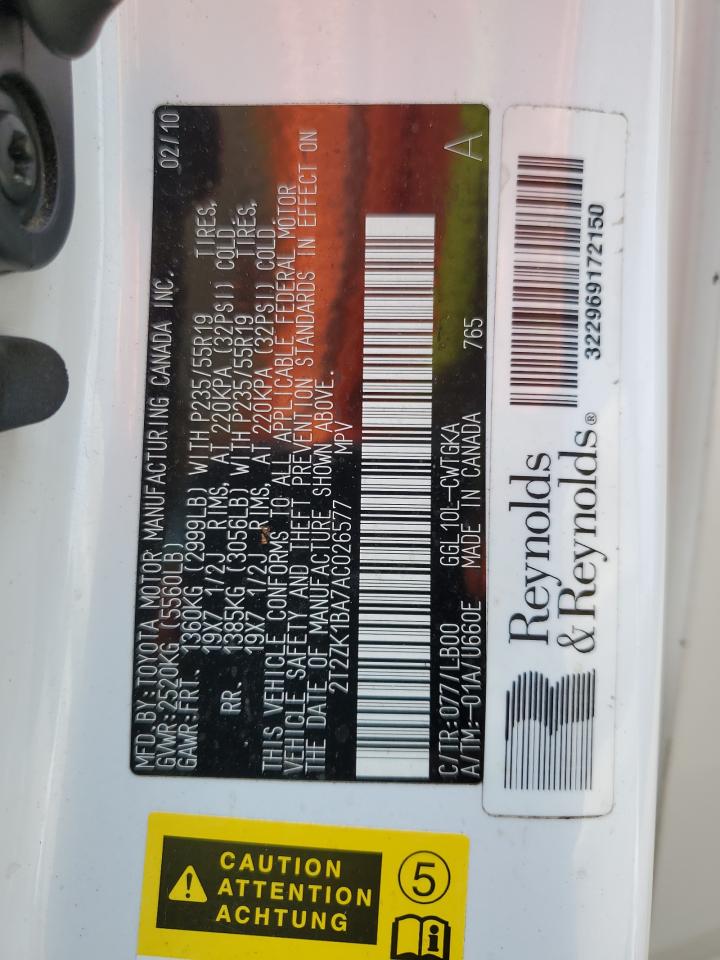 MFD.BY:TOYOTA MOTOR MANUFACTURING CANADA INC. 02/10
GVWR:2520KG (5560LB)
GAWR:FRT. 1360KG (2999LB) WITH P235/55R19 TIRES,
19X7 1/2J RIMS, AT 220KPA (32PSI) COLD
RR. 1385KG (3056LB) WITH P235/55R19 TIRES,
19X7 1/2J RIMS, AT 220KPA (32PSI) COLD
THIS VEHICLE CONFORMS TO ALL APPLICABLE FEDERAL MOTOR
VEHICLE SAFETY AND THEFT PREVENTION STANDARDS IN EFFECT ON
THE DATE OF MANUFACTURE SHOWN ABOVE.
2T2ZK1BA7AC026577 MPV
C/TR:077/LB00 GGL10L-CWTGKA A
A/TM:-01A/U660E MADE IN CANADA 765
Reynolds
& Reynolds®
322969172150
CAUTION
ATTENTION
ACHTUNG
5